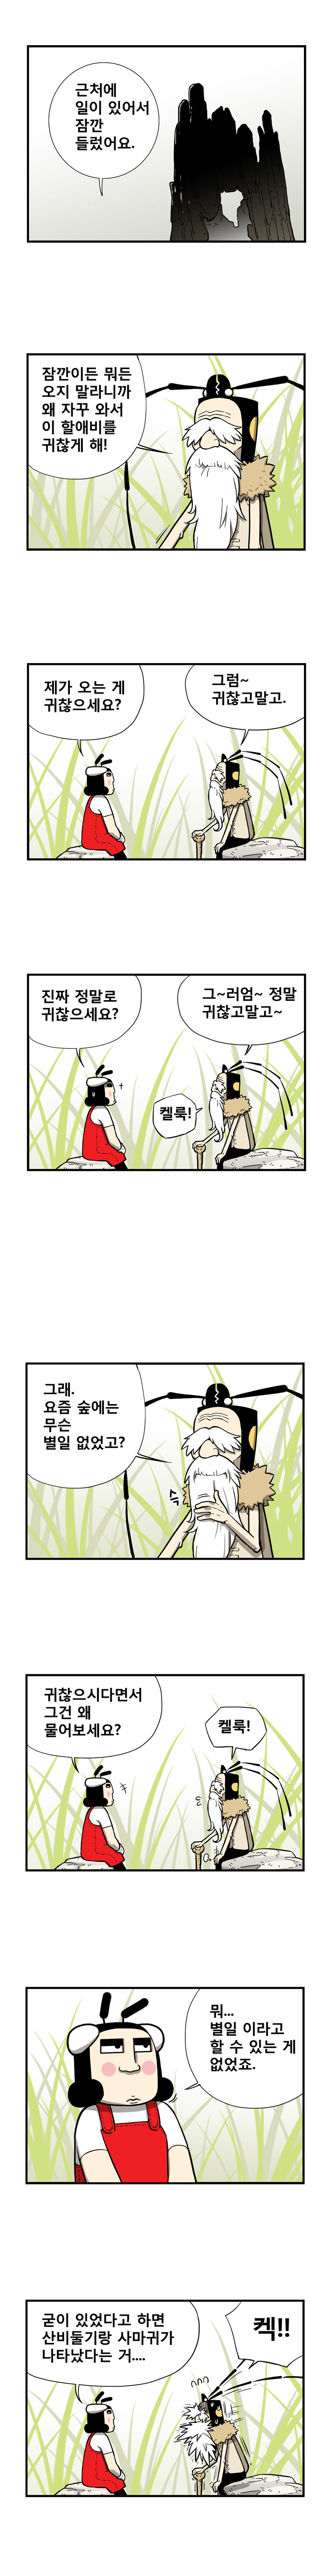 근처에
일이 있어서
잠깐
들렀어요.
잠깐이든 뭐든
오지 말라니까
왜 자꾸 와서
이 할애비를
귀찮게 해!
제가 오는 게
귀찮으세요?
그럼~
귀찮고말고.
진짜 정말로
귀찮으세요?
그~러엄~ 정말
귀찮고말고~
켈룩!
그래.
요즘 숲에는
무슨
별일 없었고?
슥
귀찮으시다면서
그건 왜
물어보세요?
켈룩!
뭐...
별일 이라고
할 수 있는 게
없었죠.
굳이 있었다고 하면
산비둘기랑 사마귀가
나타났다는 거....
켁!!